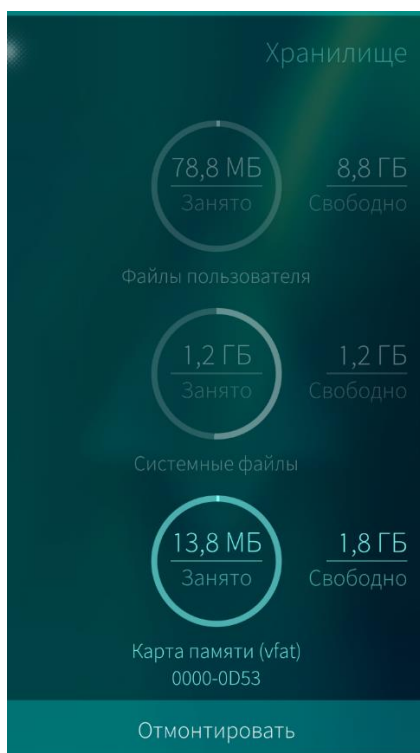 Хранилище
78,8 МБ 8,8 ГБ
Занято Свободно
Файлы пользователя
1,2 ГБ 1,2 ГБ
Занято Свободно
Системные файлы
13,8 МБ 1,8 ГБ
Занято Свободно
Карта памяти (vfat)
0000-0D53
Отмонтировать